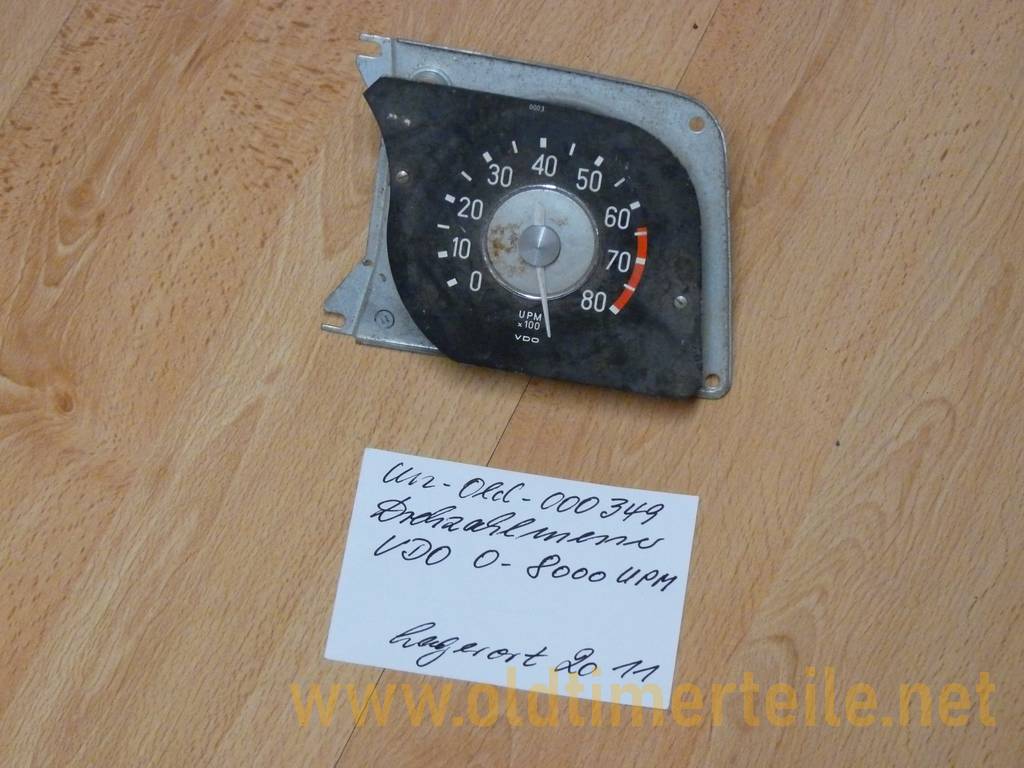 0003
0
10
20
30
40
50
60
70
80
UPM
x100
VDO
Urz-Old-000349
Drehzahlmesser
VDO 0-8000 UPM
Lagerort 20 11
www.oldtimerteile.net